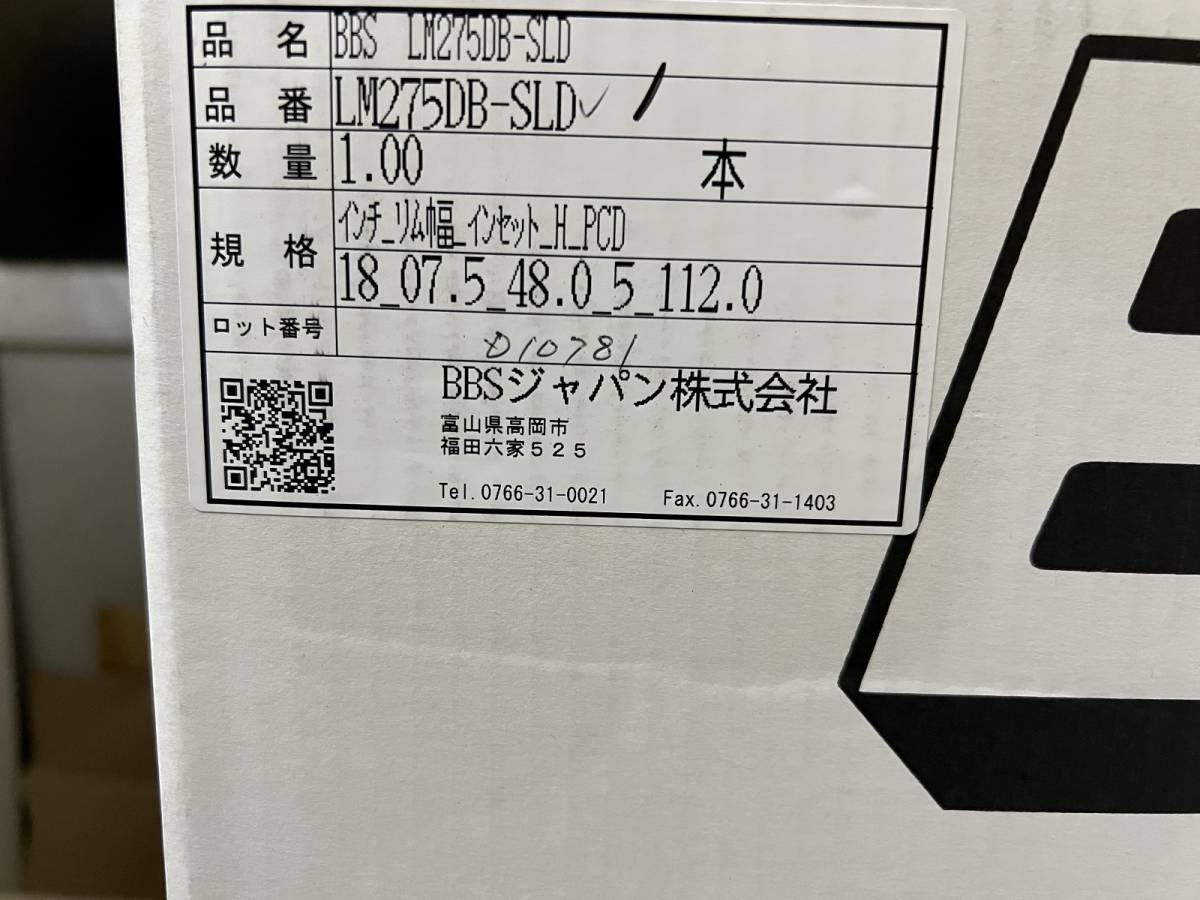 品名 BBS LM275DB-SLD
品番 LM275DB-SLD
数量 1.00 本
規格 インチ_リム幅_インセット_H_PCD
18_07.5_48.0_5_112.0
ロット番号 D10781
BBSジャパン株式会社
富山県高岡市
福田六家525
Tel.0766-31-0021 Fax.0766-31-1403